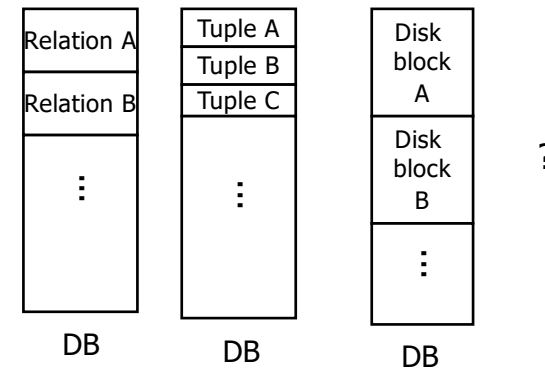 Relation A
Relation B
⋮
DB
Tuple A
Tuple B
Tuple C
⋮
DB
Disk
block
A
Disk
block
B
⋮
DB
?